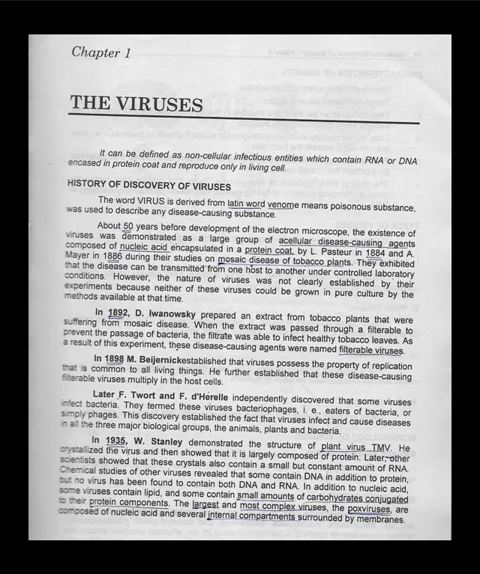 Chapter 1
THE VIRUSES
It can be defined as non-cellular infectious entities which contain RNA or DNA
encased in protein coat and reproduce only in living cell.
HISTORY OF DISCOVERY OF VIRUSES
The word VIRUS is derived from latin word venome means poisonous substance,
was used to describe any disease-causing substance.
About 50 years before development of the electron microscope, the existence of
viruses was demonstrated as a large group of acellular disease-causing agents
composed of nucleic acid encapsulated in a protein coat, by L. Pasteur in 1884 and A.
Mayer in 1886 during their studies on mosaic disease of tobacco plants. They exhibited
that the disease can be transmitted from one host to another under controlled laboratory
conditions. However, the nature of viruses was not clearly established by their
experiments because neither of these viruses could be grown in pure culture by the
methods available at that time.
In 1892, D. Iwanowsky prepared an extract from tobacco plants that were
suffering from mosaic disease. When the extract was passed through a filterable to
prevent the passage of bacteria, the filtrate was able to infect healthy tobacco leaves. As
a result of this experiment, these disease-causing agents were named filterable viruses.
In 1898 M. Beijernickestablished that viruses possess the property of replication
that is common to all living things. He further established that these disease-causing
filterable viruses multiply in the host cells.
Later F. Twort and F. d'Herelle independently discovered that some viruses
infect bacteria. They termed these viruses bacteriophages, i. e., eaters of bacteria, or
simply phages. This discovery established the fact that viruses infect and cause diseases
in all the three major biological groups, the animals, plants and bacteria.
In 1935, W. Stanley demonstrated the structure of plant virus TMV. He
crystallized the virus and then showed that it is largely composed of protein. Later, other
scientists showed that these crystals also contain a small but constant amount of RNA.
Chemical studies of other viruses revealed that some contain DNA in addition to protein,
but no virus has been found to contain both DNA and RNA. In addition to nucleic acid,
some viruses contain lipid, and some contain small amounts of carbohydrates conjugated
to their protein components. The largest and most complex viruses, the poxviruses, are
composed of nucleic acid and several internal compartments surrounded by membranes.